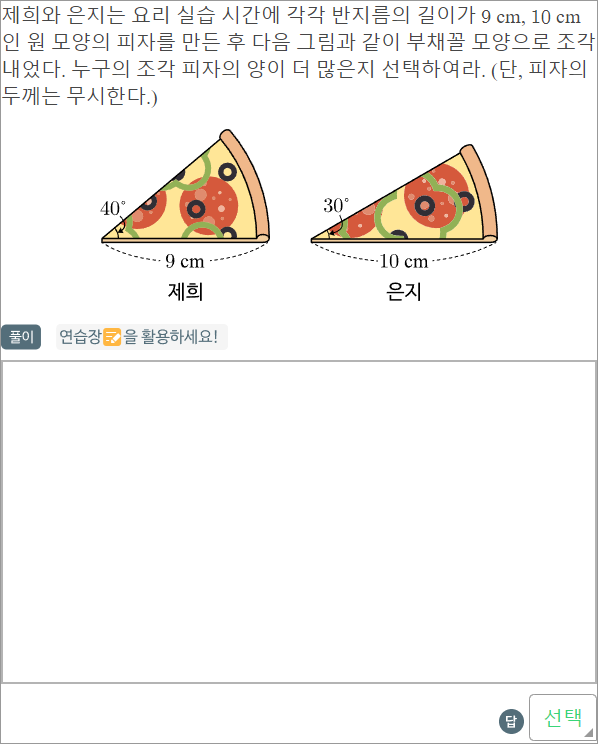 제희와 은지는 요리 실습 시간에 각각 반지름의 길이가 9 cm, 10 cm
인 원 모양의 피자를 만든 후 다음 그림과 같이 부채꼴 모양으로 조각
내었다. 누구의 조각 피자의 양이 더 많은지 선택하여라. (단, 피자의
두께는 무시한다.)
40°
30°
9 cm
10 cm
제희
은지
풀이
연습장을 활용하세요!
답
선택